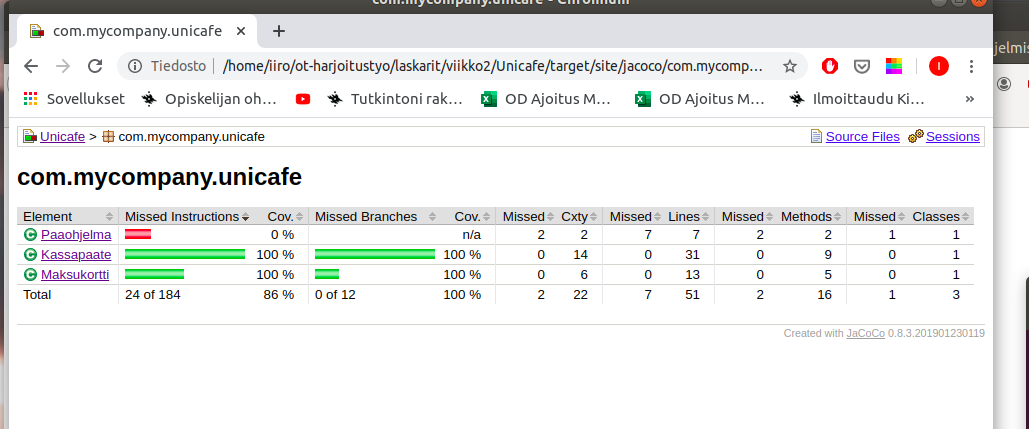 com.mycompany.unicafe - Chromium
com.mycompany.unicafe
Tiedosto /home/iiro/ot-harjoitustyo/laskarit/viikko2/Unicafe/target/site/jacoco/com.mycomp...
I
jelmis
Sovellukset Opiskelijan oh... Tutkintoni rak... OD Ajoitus M... OD Ajoitus M... Ilmoittaudu Ki... »
Unicafe > com.mycompany.unicafe Source Files Sessions
com.mycompany.unicafe
Element Missed Instructions Cov. Missed Branches Cov. Missed Cxty Missed Lines Missed Methods Missed Classes
Paaohjelma 0 % n/a 2 2 7 7 2 2 1 1
Kassapaate 100 % 100 % 0 14 0 31 0 9 0 1
Maksukortti 100 % 100 % 0 6 0 13 0 5 0 1
Total 24 of 184 86 % 0 of 12 100 % 2 22 7 51 2 16 1 3
Created with JaCoCo 0.8.3.201901230119